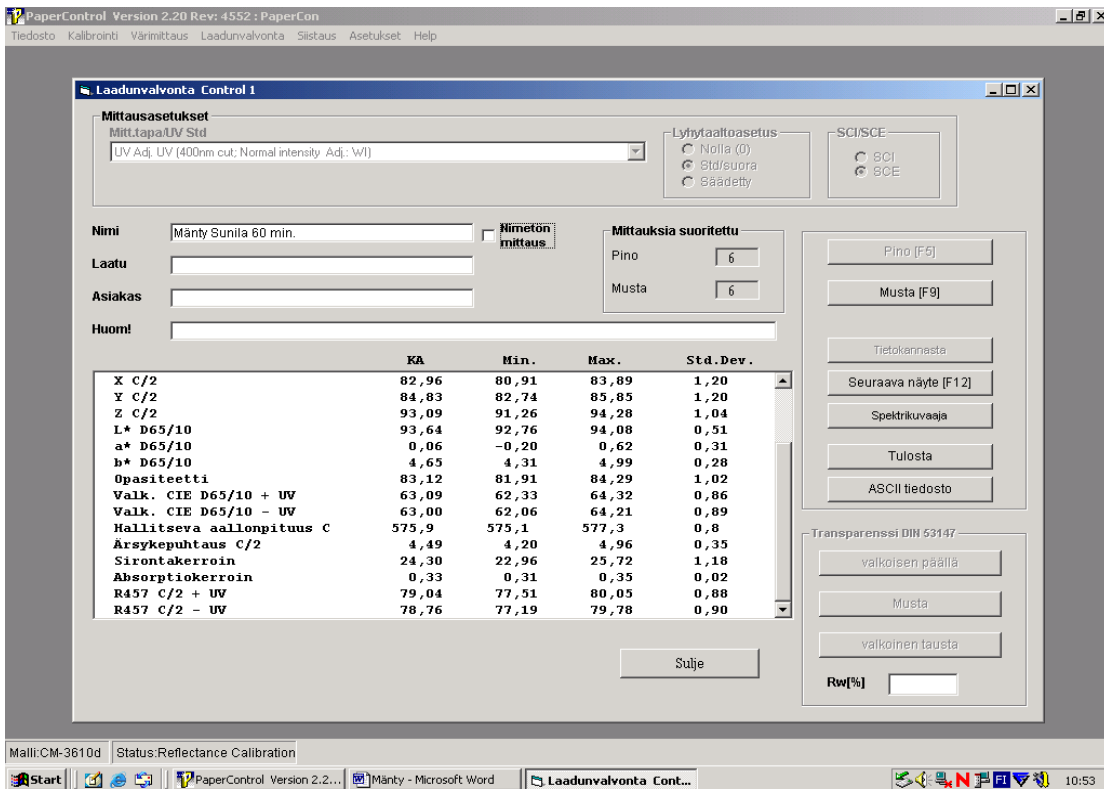 PaperControl Version 2.20 Rev: 4552 : PaperCon
Tiedosto Kalibrointi Värimittaus Laadunvalvonta Siistaus Asetukset Help
Laadunvalvonta Control 1
Mittausasetukset
Mitt.tapa/UV Std
UV Adj. UV (400nm cut; Normal intensity Adj.: WI)
Lyhytaaltoasetus
Nolla (0)
Std/suora
Säädetty
SCI/SCE
SCI
SCE
Nimi Mänty Sunila 60 min.
Nimetön mittaus
Laatu
Asiakas
Huom!
Mittauksia suoritettu
Pino 6
Musta 6
Pino [F5]
Musta [F9]
Tietokannasta
Seuraava näyte [F12]
Spektrikuvaaja
Tulosta
ASCII tiedosto
KA Min. Max. Std.Dev.
X C/2 82,96 80,91 83,89 1,20
Y C/2 84,83 82,74 85,85 1,20
Z C/2 93,09 91,26 94,28 1,04
L* D65/10 93,64 92,76 94,08 0,51
a* D65/10 0,06 -0,20 0,62 0,31
b* D65/10 4,65 4,31 4,99 0,28
Opasiteetti 83,12 81,91 84,29 1,02
Valk. CIE D65/10 + UV 63,09 62,33 64,32 0,86
Valk. CIE D65/10 - UV 63,00 62,06 64,21 0,89
Hallitseva aallonpituus C 575,9 575,1 577,3 0,8
Ärsykepuhtaus C/2 4,49 4,20 4,96 0,35
Sirontakerroin 24,30 22,96 25,72 1,18
Absorptiokerroin 0,33 0,31 0,35 0,02
R457 C/2 + UV 79,04 77,51 80,05 0,88
R457 C/2 - UV 78,76 77,19 79,78 0,90
Transparenssi DIN 53147
valkoisen päällä
Musta
valkoinen tausta
Rw[%]
Sulje
Malli:CM-3610d Status:Reflectance Calibration
Start PaperControl Version 2.2... Mänty - Microsoft Word Laadunvalvonta Cont... N FI 10:53